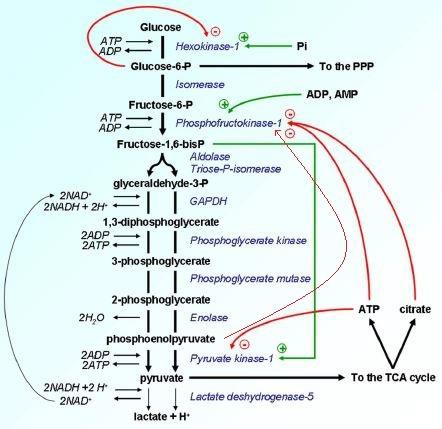 Glucose
ATP
ADP
Hexokinase-1
Pi
Glucose-6-P
To the PPP
Isomerase
Fructose-6-P
ADP, AMP
ATP
ADP
Phosphofructokinase-1
Fructose-1,6-bisP
Aldolase
Triose-P-isomerase
glyceraldehyde-3-P
2NAD⁺
2NADH + 2H⁺
GAPDH
1,3-diphosphoglycerate
2ADP
2ATP
Phosphoglycerate kinase
3-phosphoglycerate
Phosphoglycerate mutase
2-phosphoglycerate
2H₂O
Enolase
ATP
citrate
phosphoenolpyruvate
2ADP
2ATP
Pyruvate kinase-1
pyruvate
To the TCA cycle
2NADH +2 H⁺
2NAD⁺
Lactate deshydrogenase-5
lactate + H⁺